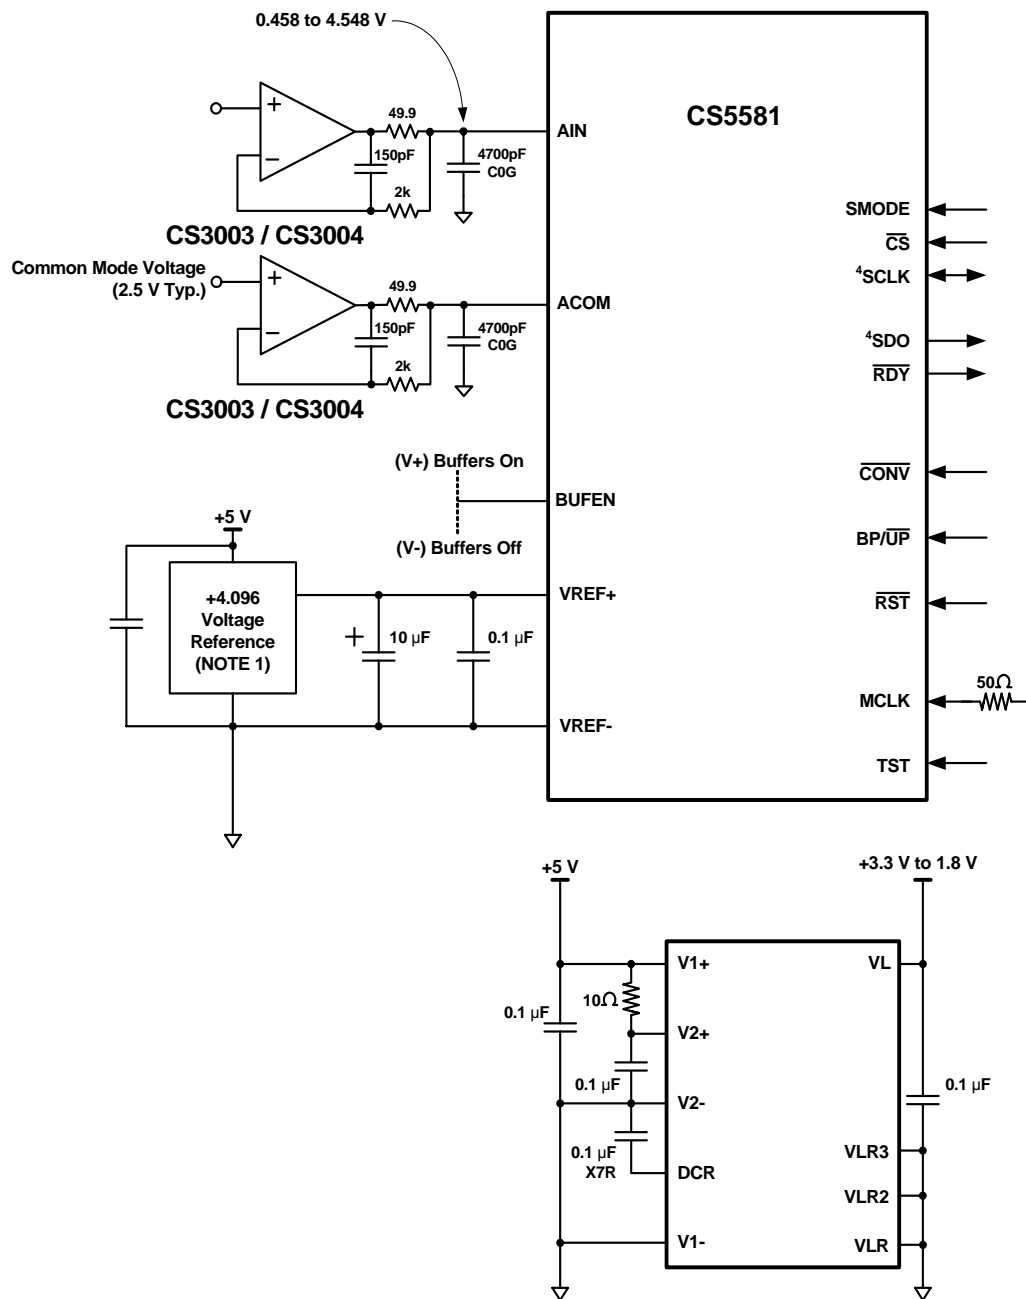 0.458 to 4.548 V
CS5581
+
−
49.9
150pF
2k
4700pF
C0G
AIN
CS3003 / CS3004
Common Mode Voltage
(2.5 V Typ.)
+
−
49.9
150pF
2k
4700pF
C0G
ACOM
CS3003 / CS3004
(V+) Buffers On
BUFEN
(V-) Buffers Off
+5 V
+4.096
Voltage
Reference
(NOTE 1)
+
10 µF
0.1 µF
VREF+
VREF-
SMODE
CS
4SCLK
4SDO
RDY
CONV
BP/UP
RST
50Ω
MCLK
TST
+5 V
+3.3 V to 1.8 V
V1+
VL
10Ω
0.1 µF
V2+
0.1 µF
0.1 µF
V2-
0.1 µF
X7R
DCR
VLR3
VLR2
V1-
VLR